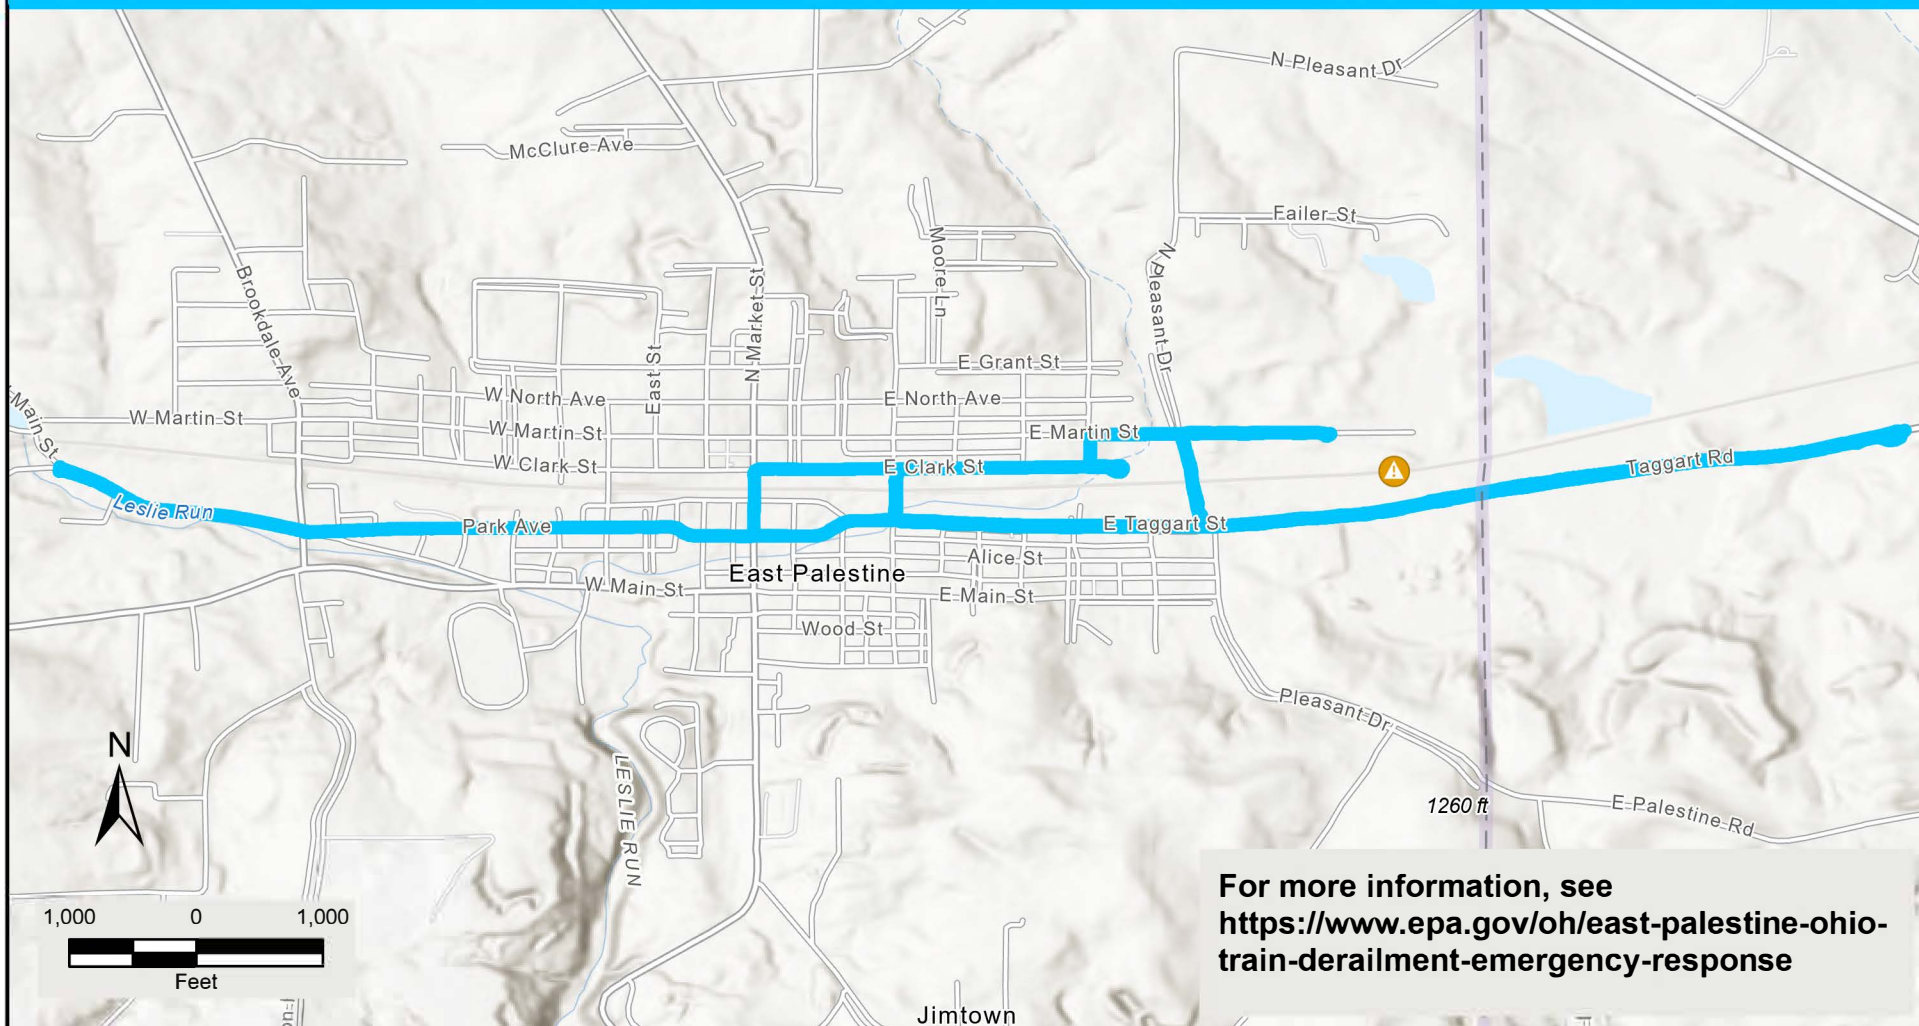 N Pleasant Dr
McClure Ave
Failer St
Moore Ln
N Pleasant Dr
Brookdale Ave
N Market St
East St
E Grant St
W North Ave
E North Ave
Main St
W Martin St
W Martin St
E Martin St
W Clark St
E Clark St
Taggart Rd
Leslie Run
Park Ave
E Taggart St
Alice St
East Palestine
W Main St
E Main St
Wood St
Pleasant Dr
N
LESLIE RUN
1260 ft
E Palestine Rd
For more information, see
https://www.epa.gov/oh/east-palestine-ohio-
train-derailment-emergency-response
1,000 0 1,000
Feet
Jimtown